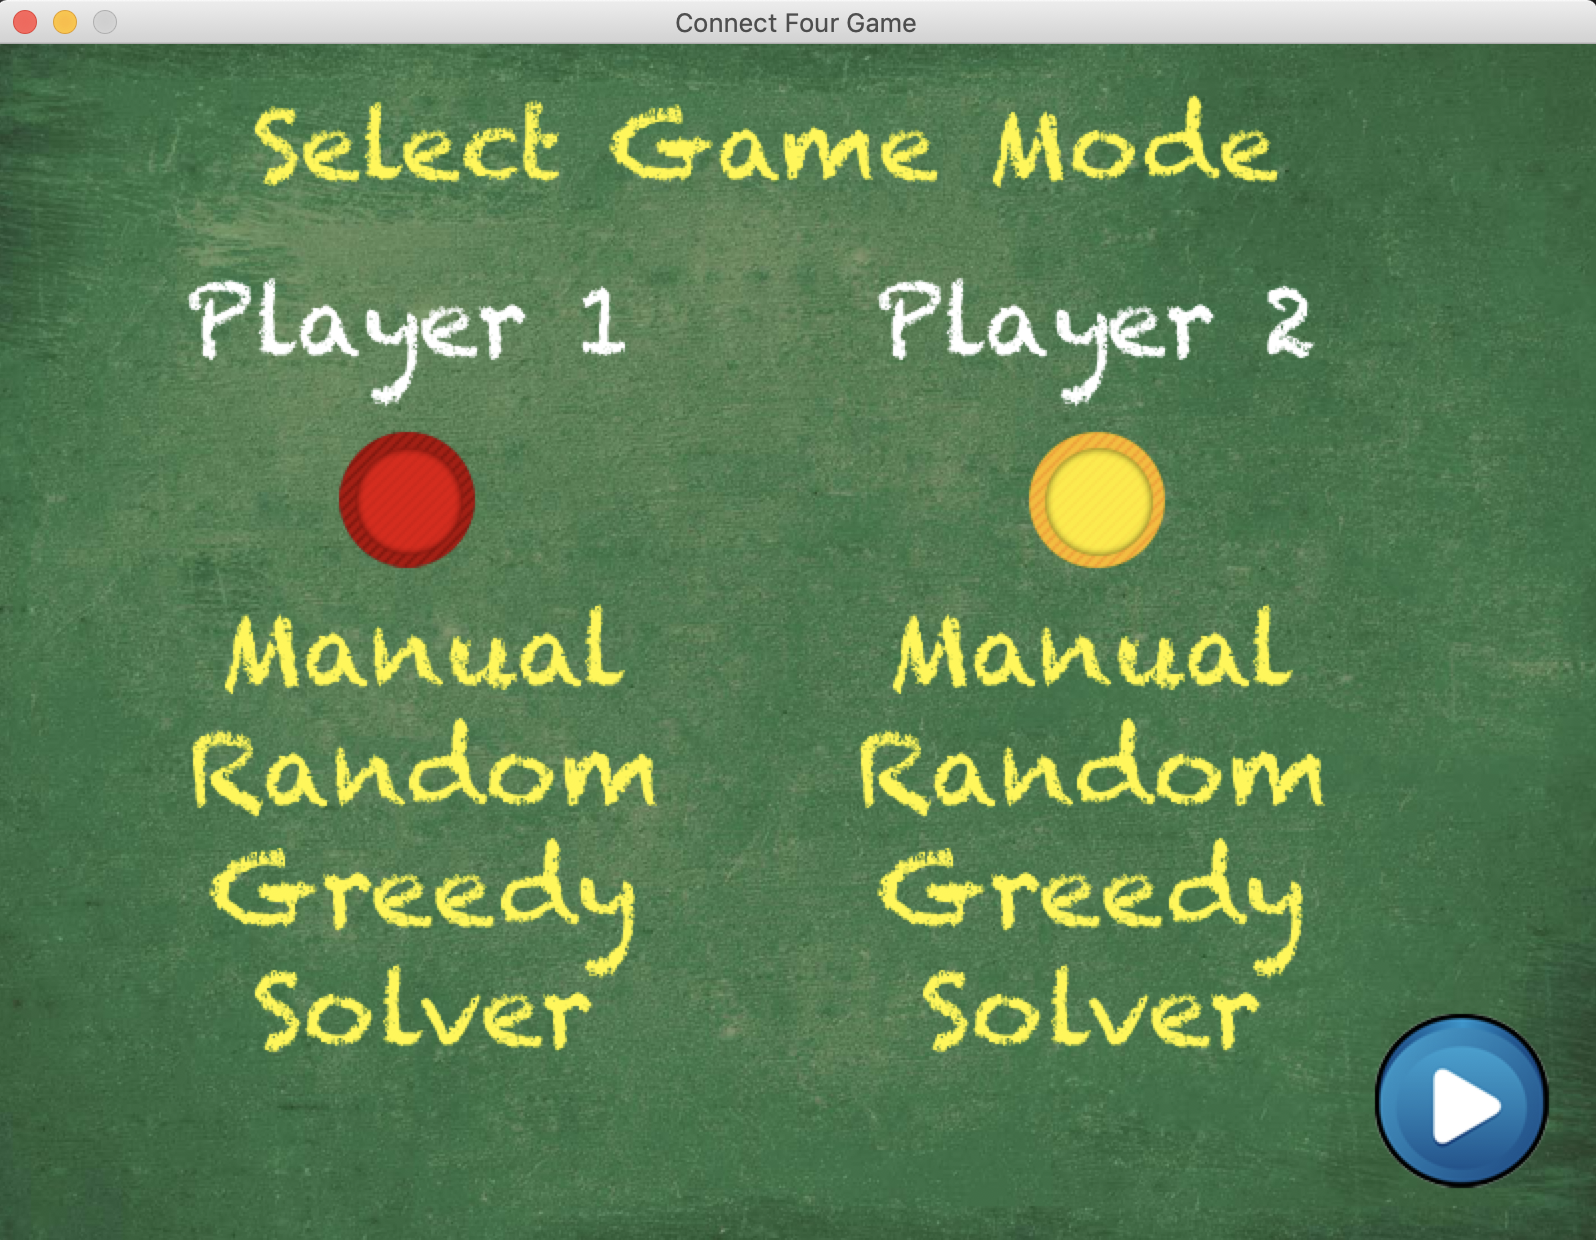 Connect Four Game
Select Game Mode
Player 1
Player 2
Manual
Manual
Random
Random
Greedy
Greedy
Solver
Solver